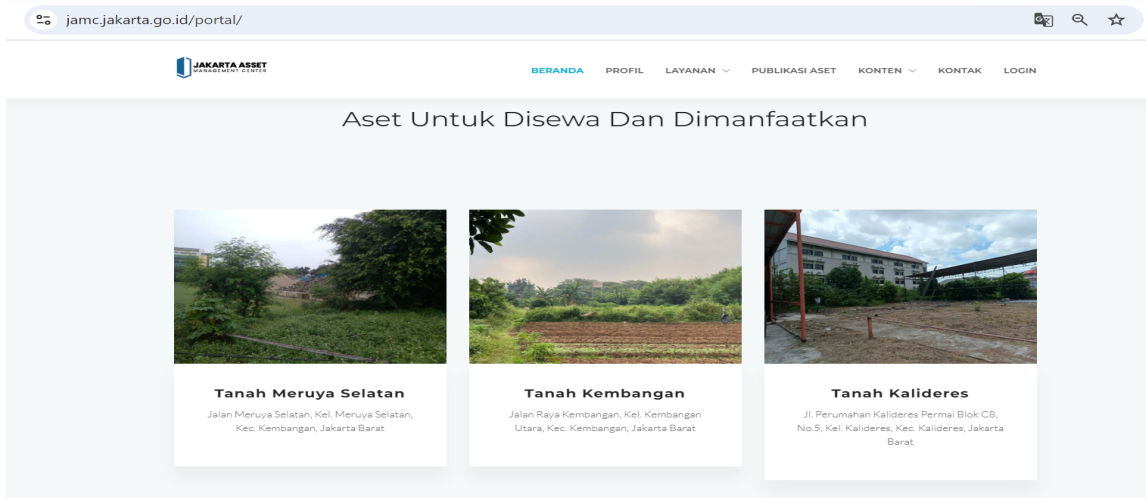 jamc.jakarta.go.id/portal/
JAKARTA ASSET
MANAGEMENT CENTER
BERANDA PROFIL LAYANAN PUBLIKASI ASET KONTEN KONTAK LOGIN
Aset Untuk Disewa Dan Dimanfaatkan
Tanah Meruya Selatan
Jalan Meruya Selatan, Kel. Meruya Selatan,
Kec. Kembangan, Jakarta Barat
Tanah Kembangan
Jalan Raya Kembangan, Kel. Kembangan
Utara, Kec. Kembangan, Jakarta Barat
Tanah Kalideres
Jl. Perumahan Kalideres Permai Blok C8,
No.5, Kel. Kalideres, Kec. Kalideres, Jakarta
Barat